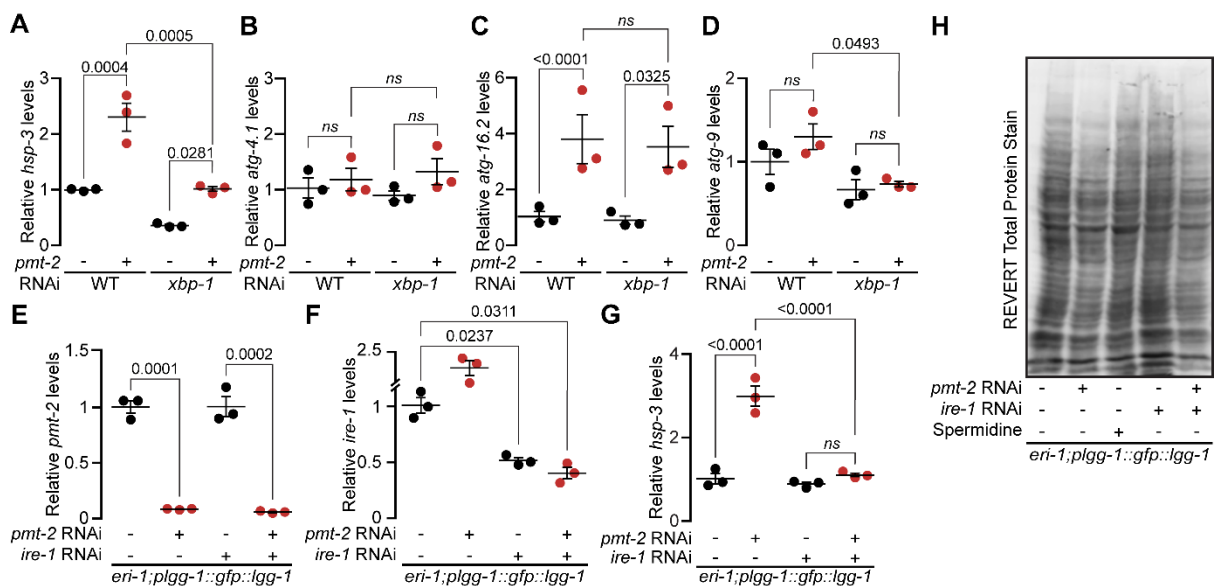 A
Relative hsp-3 levels
3
2
1
0
0.0005
0.0004
0.0281
pmt-2 - + - +
RNAi WT xbp-1
B
Relative atg-4.1 levels
3
2
1
0
ns
ns
ns
- + - +
WT xbp-1
C
Relative atg-16.2 levels
6
4
2
0
ns
<0.0001
0.0325
pmt-2 - + - +
RNAi WT xbp-1
D
Relative atg-9 levels
2
1
0
0.0493
ns
ns
pmt-2 - + - +
RNAi WT xbp-1
E
Relative pmt-2 levels
1.5
1.0
0.5
0
0.0001
0.0002
pmt-2 RNAi - + - +
ire-1 RNAi - - + +
eri-1;plgg-1::gfp::lgg-1
F
Relative ire-1 levels
2.5
1
0.5
0
0.0311
0.0237
pmt-2 RNAi - + - +
ire-1 RNAi - - + +
eri-1;plgg-1::gfp::lgg-1
G
Relative hsp-3 levels
4
2
0
<0.0001
<0.0001
ns
pmt-2 RNAi - + - +
ire-1 RNAi - - + +
eri-1;plgg-1::gfp::lgg-1
H
REVERT Total Protein Stain
pmt-2 RNAi - + - - +
ire-1 RNAi - - - + +
Spermidine - - + - -
eri-1;plgg-1::gfp::lgg-1